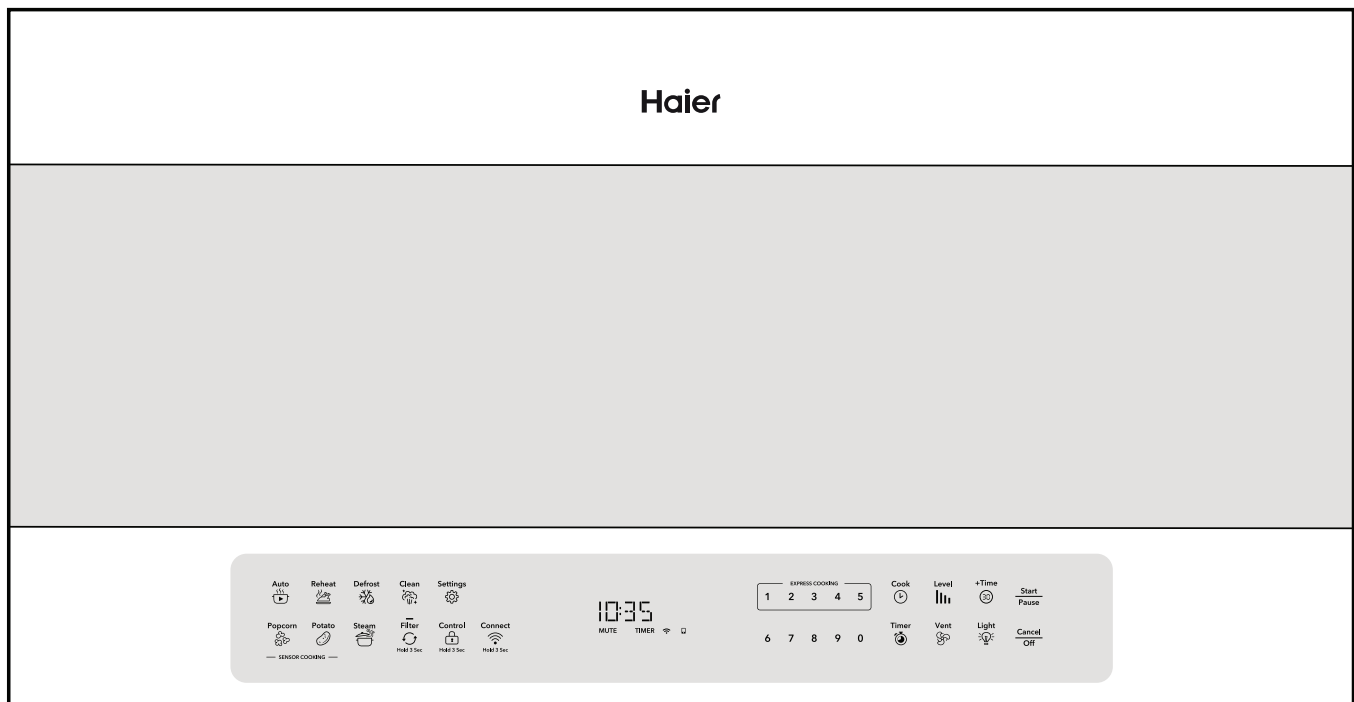 Haier
Auto Reheat Defrost Clean Settings
Popcorn Potato Steam Filter Control Connect
Hold 3 Sec Hold 3 Sec Hold 3 Sec
SENSOR COOKING
10:35
MUTE TIMER
EXPRESS COOKING
1 2 3 4 5
6 7 8 9 0
Cook Level +Time
30
Start
Pause
Timer Vent Light
Cancel
Off